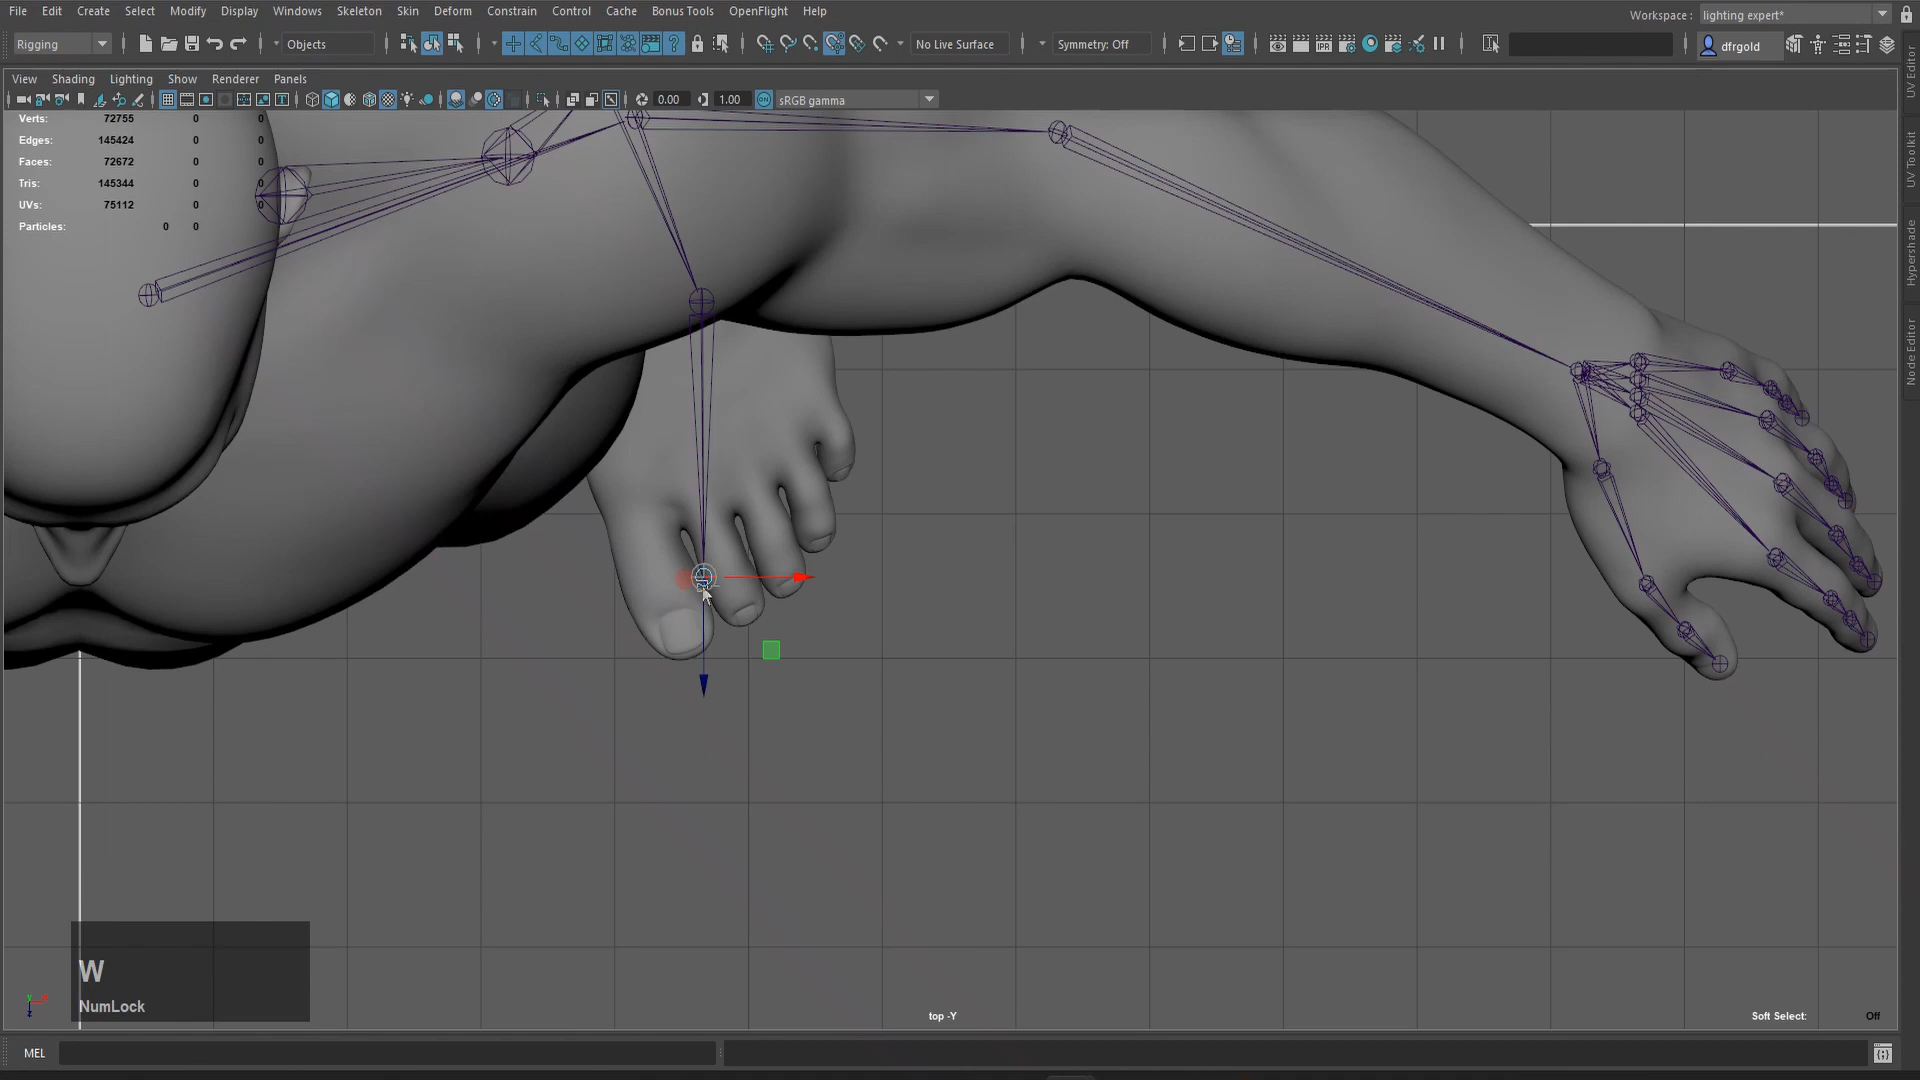 File Edit Create Select Modify Display Windows Skeleton Skin Deform Constrain Control Cache Bonus Tools OpenFlight Help
Workspace : lighting expert*
Rigging Objects No Live Surface Symmetry: Off dfrgold
View Shading Lighting Show Renderer Panels
0.00 1.00 ON sRGB gamma
Verts: 72755 0 0
Edges: 145424 0 0
Faces: 72672 0 0
Tris: 145344 0 0
UVs: 75112 0 0
Particles: 0 0
UV Editor
UV Toolkit
Hypershade
Node Editor
W
NumLock
top -Y
Soft Select: Off
MEL